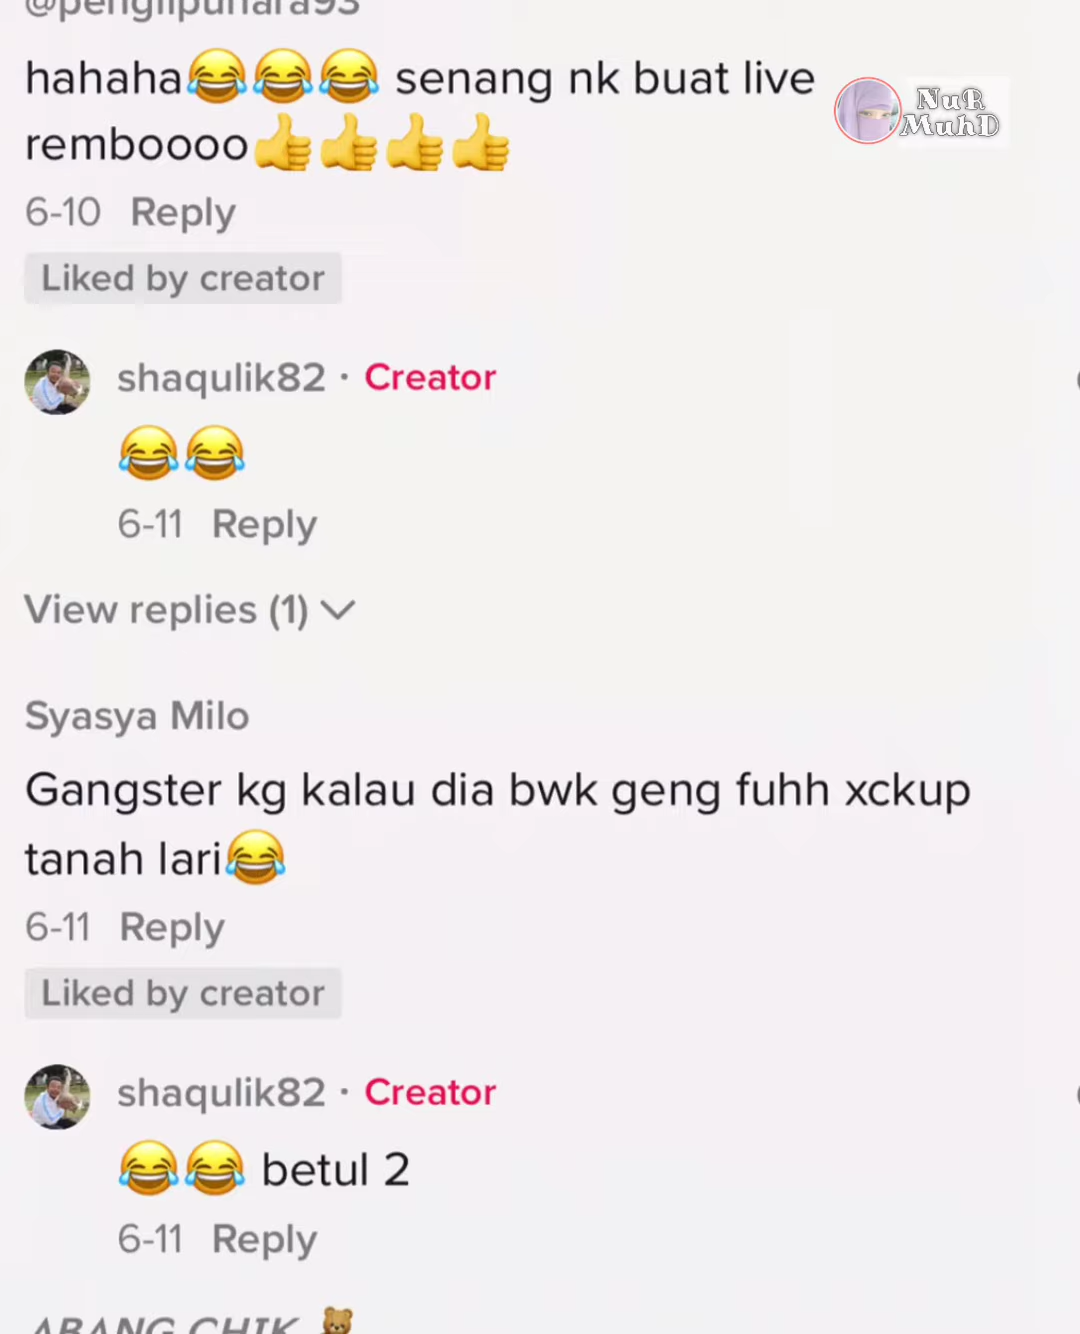 @penglipunara93
hahaha😂😂😂 senang nk buat live
remboooo👍👍👍👍
NuR
MuhD
6-10 Reply
Liked by creator
shaqulik82 · Creator
😂😂
6-11 Reply
View replies (1)
Syasya Milo
Gangster kg kalau dia bwk geng fuhh xckup
tanah lari😂
6-11 Reply
Liked by creator
shaqulik82 · Creator
😂😂 betul 2
6-11 Reply
ABANG CHIK 🧸